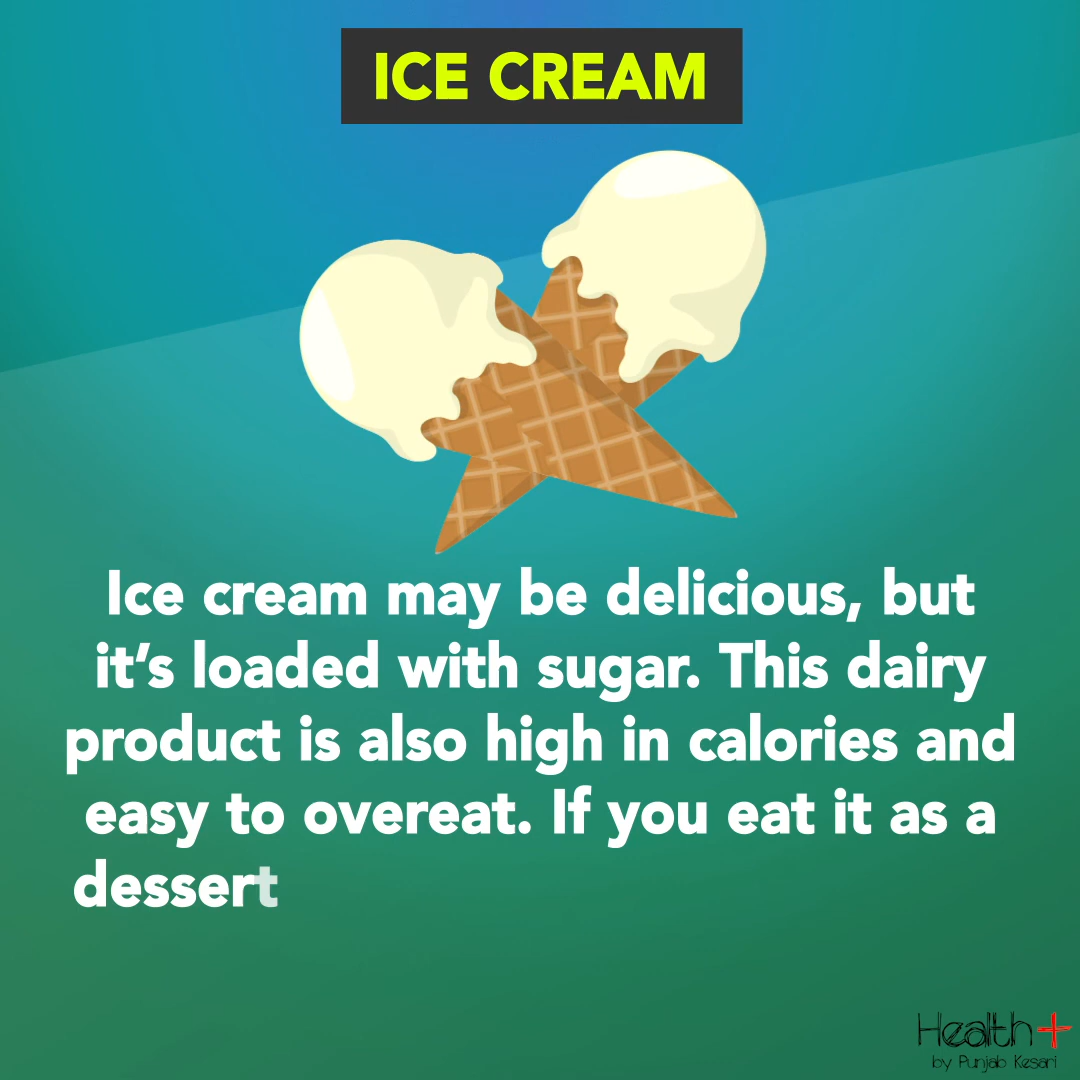 ICE CREAM
Ice cream may be delicious, but
it’s loaded with sugar. This dairy
product is also high in calories and
easy to overeat. If you eat it as a
dessert
Health+
by Punjab Kesari